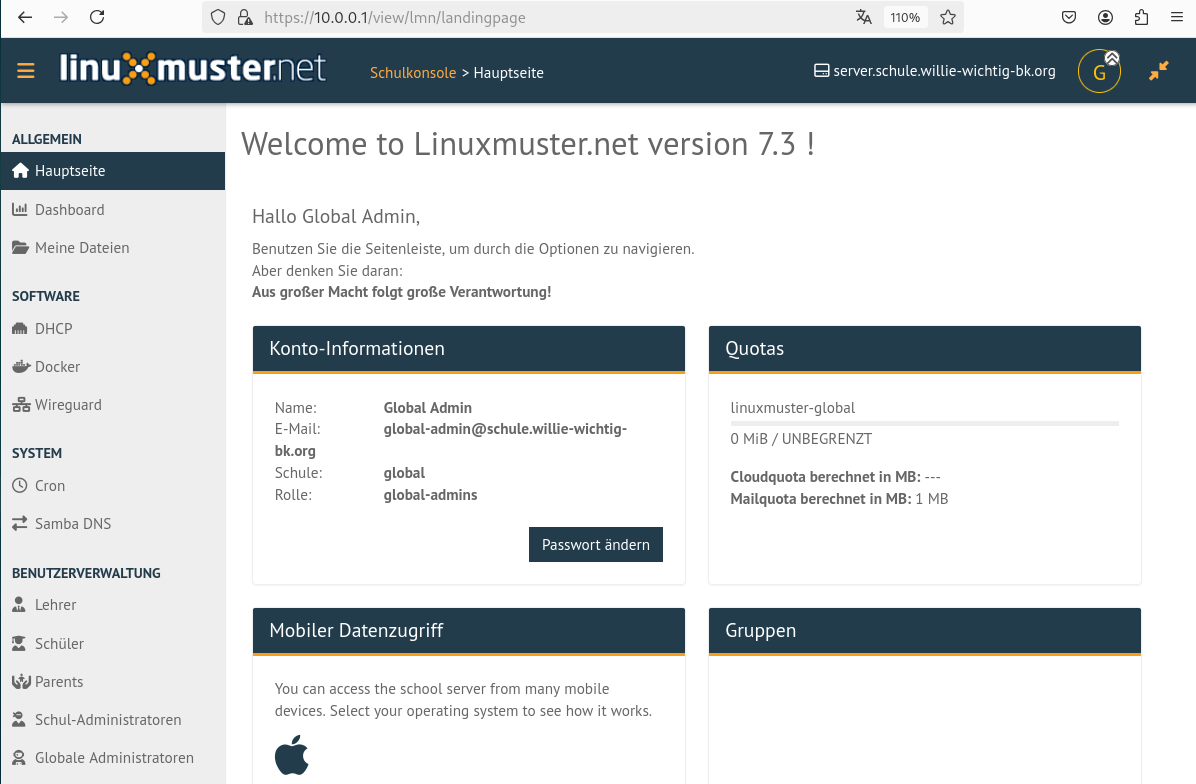 https://10.0.0.1/view/lmn/landingpage
110%
linuxmuster.net
Schulkonsole > Hauptseite
server.schule.willie-wichtig-bk.org
G
ALLGEMEIN
Hauptseite
Dashboard
Meine Dateien
SOFTWARE
DHCP
Docker
Wireguard
SYSTEM
Cron
Samba DNS
BENUTZERVERWALTUNG
Lehrer
Schüler
Parents
Schul-Administratoren
Globale Administratoren
Welcome to Linuxmuster.net version 7.3 !
Hallo Global Admin,
Benutzen Sie die Seitenleiste, um durch die Optionen zu navigieren.
Aber denken Sie daran:
Aus großer Macht folgt große Verantwortung!
Konto-Informationen
Name: Global Admin
E-Mail: global-admin@schule.willie-wichtig-
bk.org
Schule: global
Rolle: global-admins
Passwort ändern
Quotas
linuxmuster-global
0 MiB / UNBEGRENZT
Cloudquota berechnet in MB: ---
Mailquota berechnet in MB: 1 MB
Mobiler Datenzugriff
You can access the school server from many mobile
devices. Select your operating system to see how it works.
Gruppen